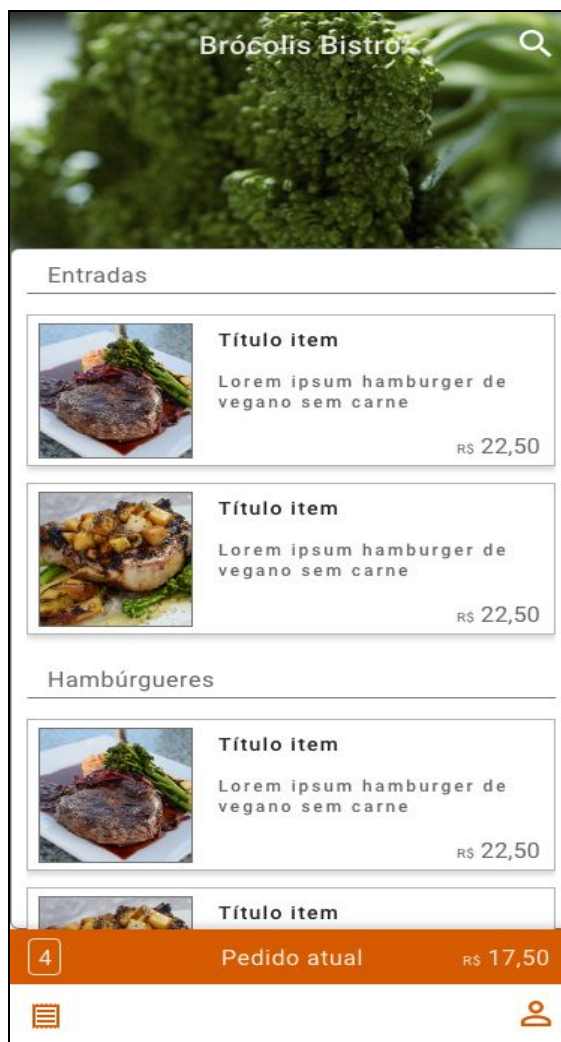 Brócolis Bistro
Entradas
Título item
Lorem ipsum hamburger de
vegano sem carne
R$ 22,50
Título item
Lorem ipsum hamburger de
vegano sem carne
R$ 22,50
Hambúrgueres
Título item
Lorem ipsum hamburger de
vegano sem carne
R$ 22,50
Título item
4 Pedido atual R$ 17,50